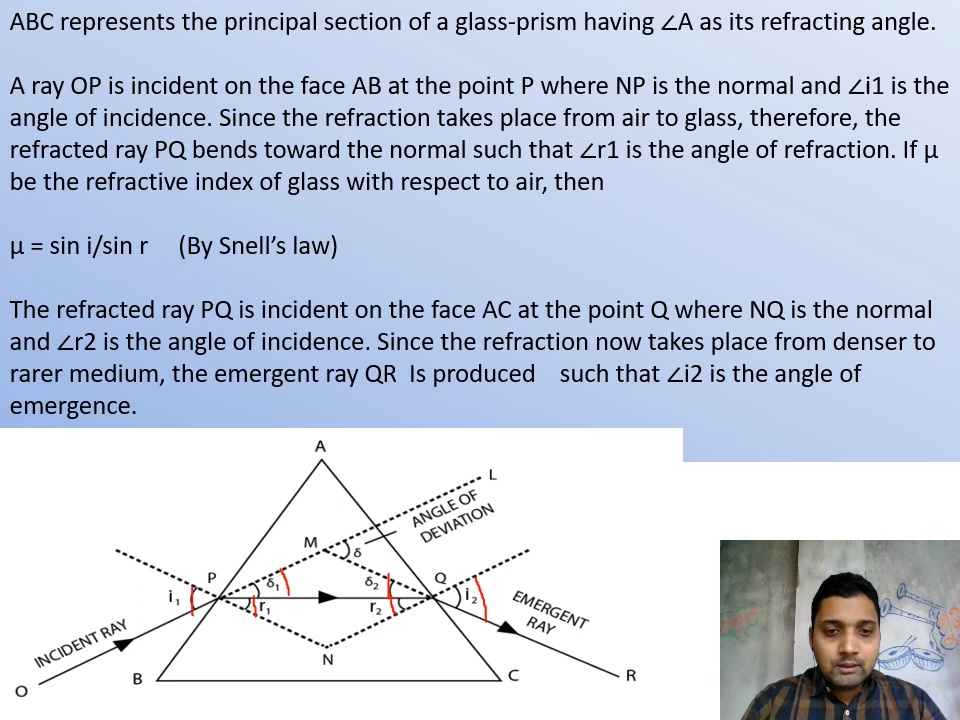 ABC represents the principal section of a glass-prism having ∠A as its refracting angle.
A ray OP is incident on the face AB at the point P where NP is the normal and ∠i1 is the
angle of incidence. Since the refraction takes place from air to glass, therefore, the
refracted ray PQ bends toward the normal such that ∠r1 is the angle of refraction. If μ
be the refractive index of glass with respect to air, then
μ = sin i/sin r (By Snell’s law)
The refracted ray PQ is incident on the face AC at the point Q where NQ is the normal
and ∠r2 is the angle of incidence. Since the refraction now takes place from denser to
rarer medium, the emergent ray QR Is produced such that ∠i2 is the angle of
emergence.
A
L
ANGLE OF
DEVIATION
M
δ
P
δ1
δ2
Q
i1
r1
r2
i2
EMERGENT
RAY
INCIDENT RAY
N
O
B
C
R